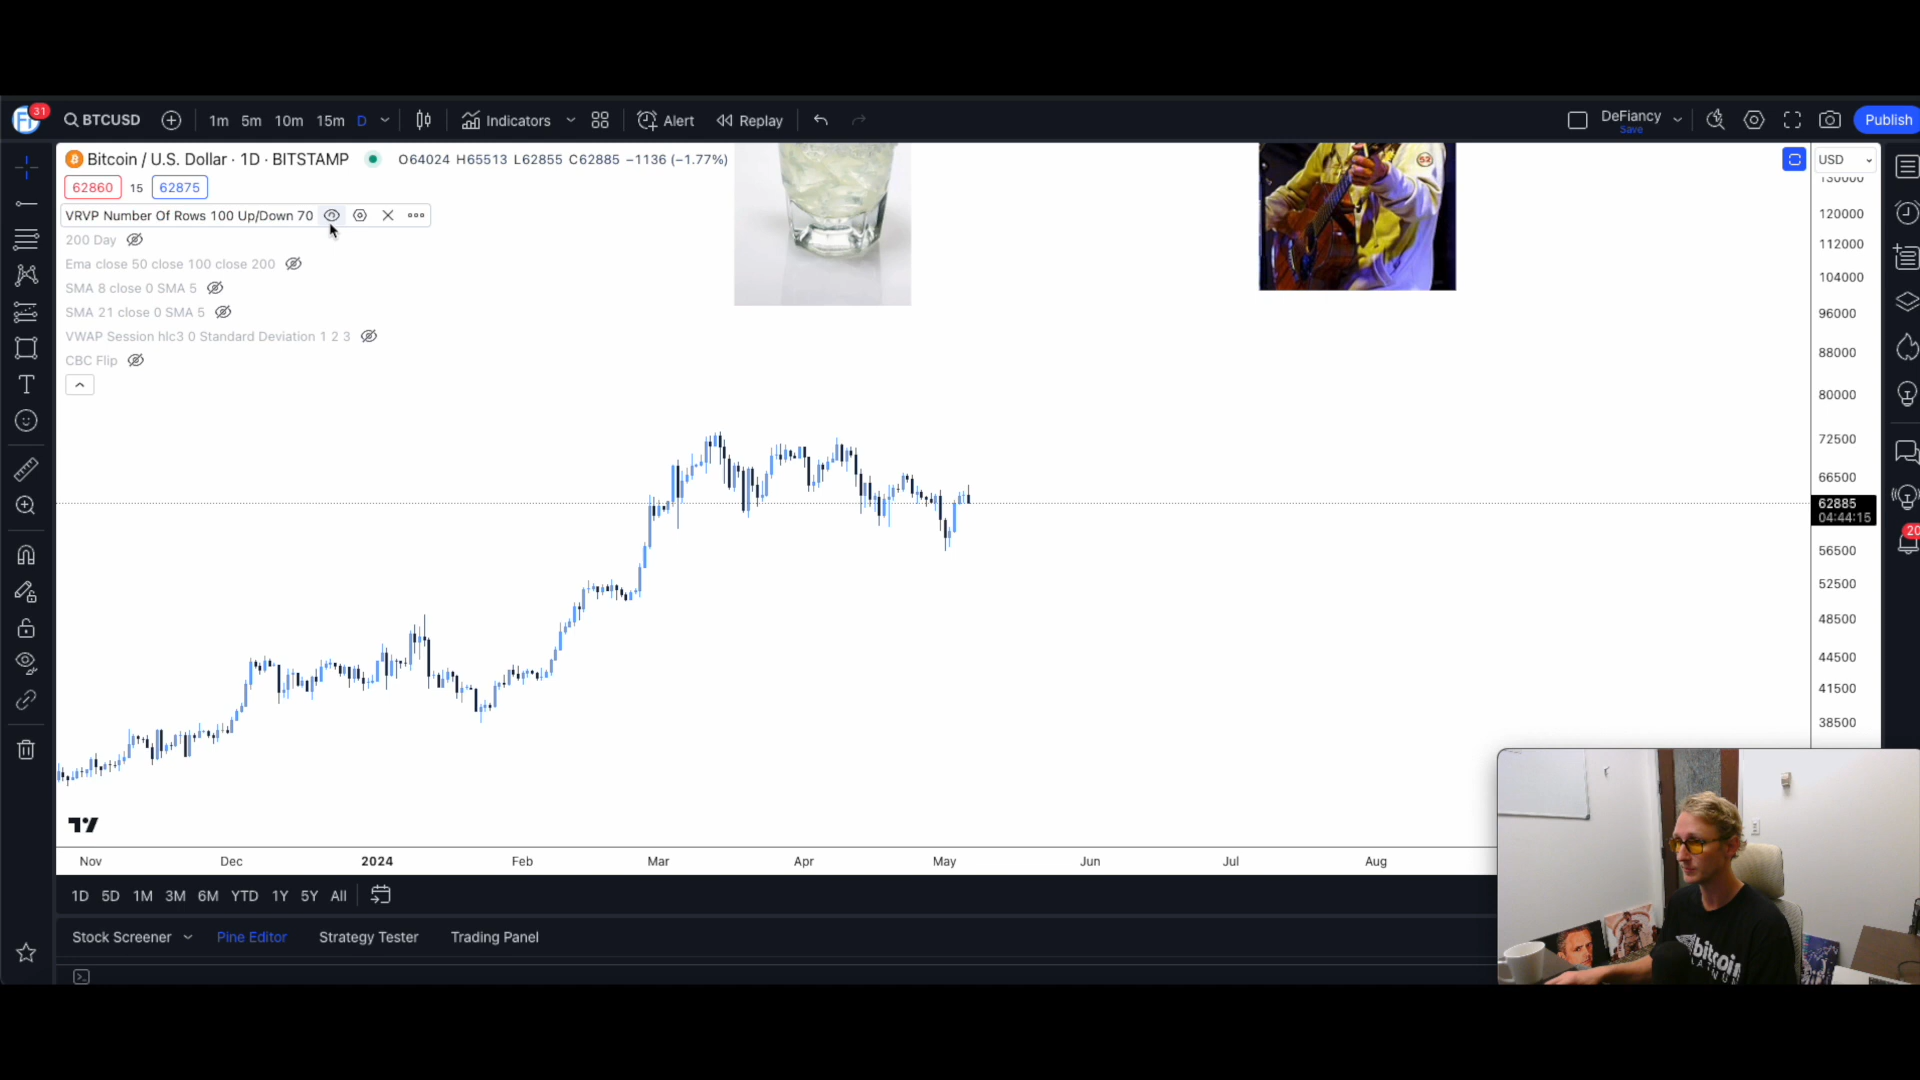 31
BTCUSD
1m 5m 10m 15m D
Indicators
Alert
Replay
DeFiancy
Save
Publish
Bitcoin / U.S. Dollar · 1D · BITSTAMP
O64024 H65513 L62855 C62885 −1136 (−1.77%)
USD
62860 15 62875
VRVP Number Of Rows 100 Up/Down 70
200 Day
Ema close 50 close 100 close 200
SMA 8 close 0 SMA 5
SMA 21 close 0 SMA 5
VWAP Session hlc3 0 Standard Deviation 1 2 3
CBC Flip
52
130000
120000
112000
104000
96000
88000
80000
72500
66500
62885
04:44:15
56500
52500
48500
44500
41500
38500
20
Nov Dec 2024 Feb Mar Apr May Jun Jul Aug
1D 5D 1M 3M 6M YTD 1Y 5Y All
Stock Screener Pine Editor Strategy Tester Trading Panel
bitcoin